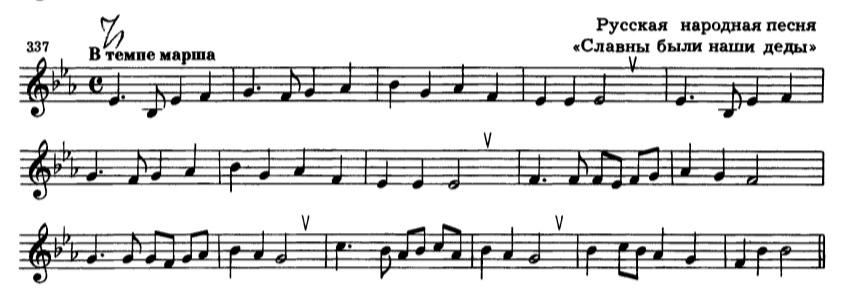 Русская народная песня
337
«Славны были наши деды»
В темпе марша